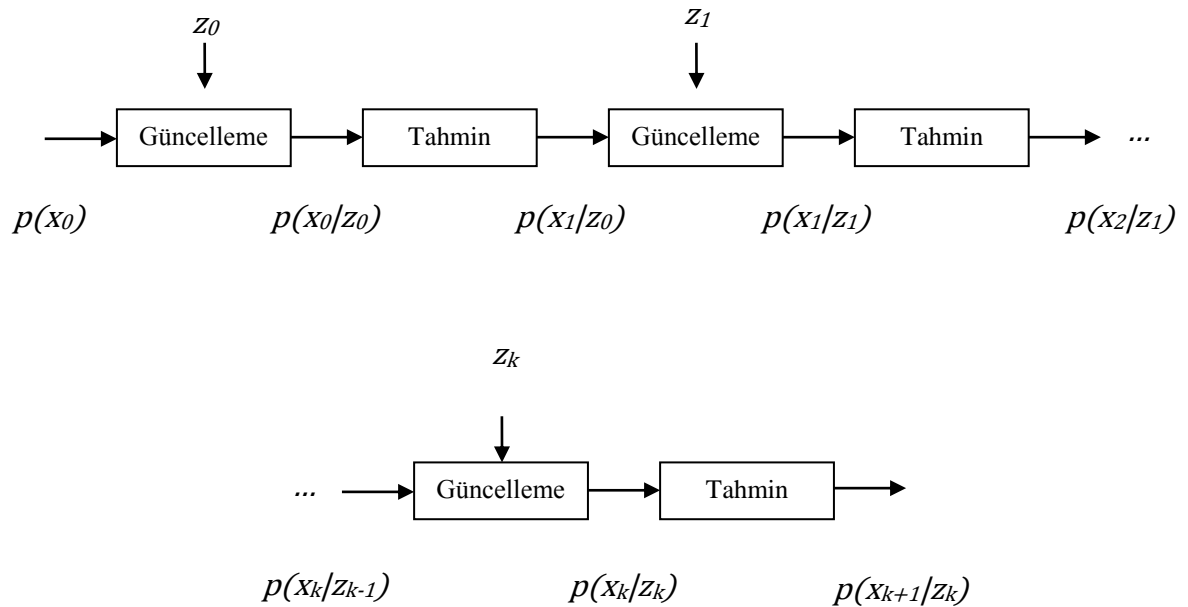 z0 z1
Güncelleme Tahmin Güncelleme Tahmin ...
p(x0) p(x0|z0) p(x1|z0) p(x1|z1) p(x2|z1)
zk
... Güncelleme Tahmin
p(xk|zk-1) p(xk|zk) p(xk+1|zk)